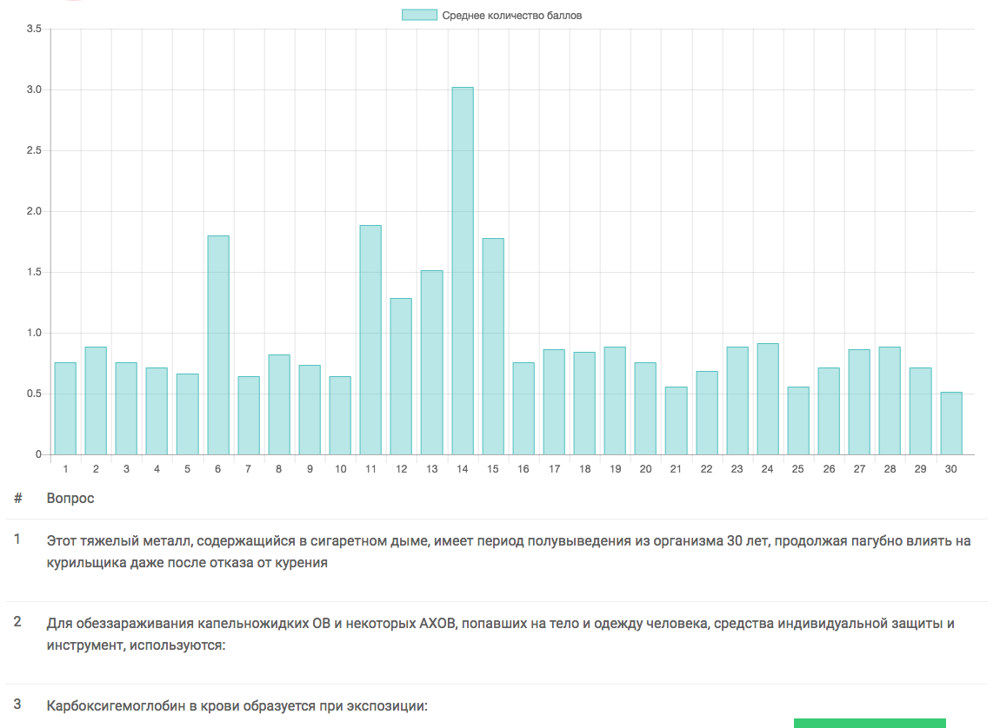 Среднее количество баллов
3.5
3.0
2.5
2.0
1.5
1.0
0.5
0
1 2 3 4 5 6 7 8 9 10 11 12 13 14 15 16 17 18 19 20 21 22 23 24 25 26 27 28 29 30
# Вопрос
1 Этот тяжелый металл, содержащийся в сигаретном дыме, имеет период полувыведения из организма 30 лет, продолжая пагубно влиять на
курильщика даже после отказа от курения
2 Для обеззараживания капельножидких ОВ и некоторых АХОВ, попавших на тело и одежду человека, средства индивидуальной защиты и
инструмент, используются:
3 Карбоксигемоглобин в крови образуется при экспозиции: